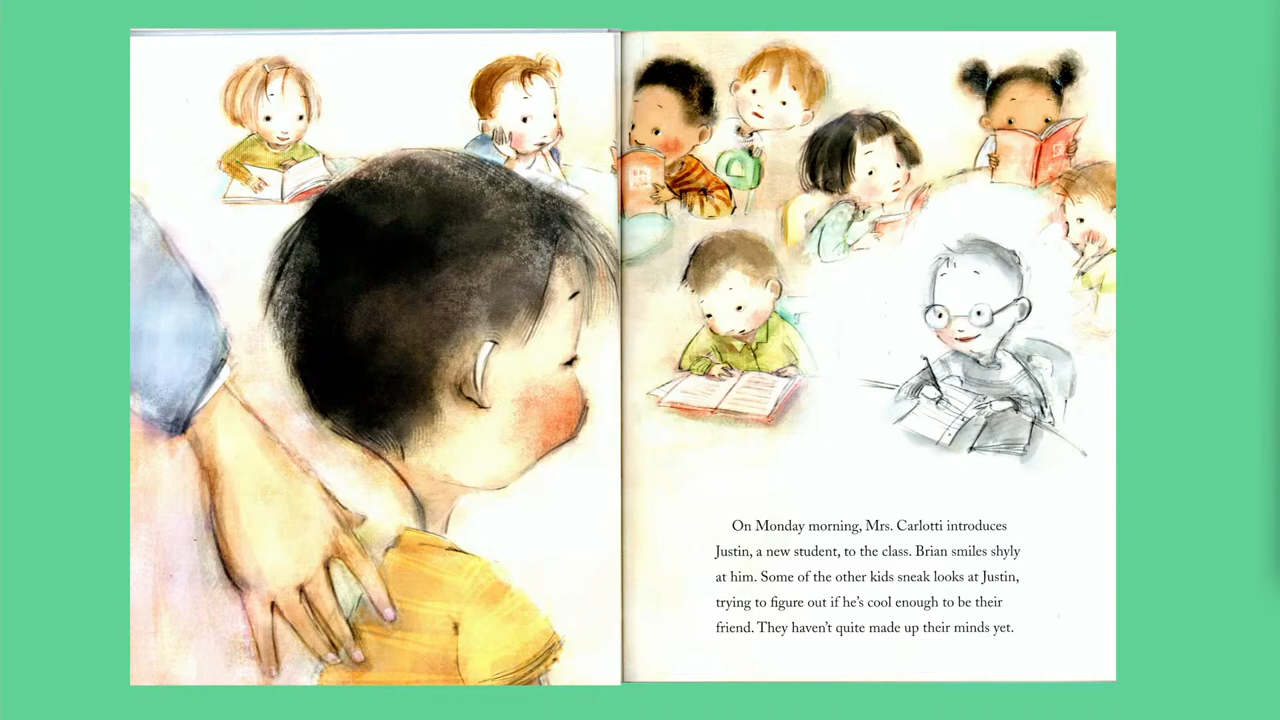 On Monday morning, Mrs. Carlotti introduces
Justin, a new student, to the class. Brian smiles shyly
at him. Some of the other kids sneak looks at Justin,
trying to figure out if he's cool enough to be their
friend. They haven't quite made up their minds yet.